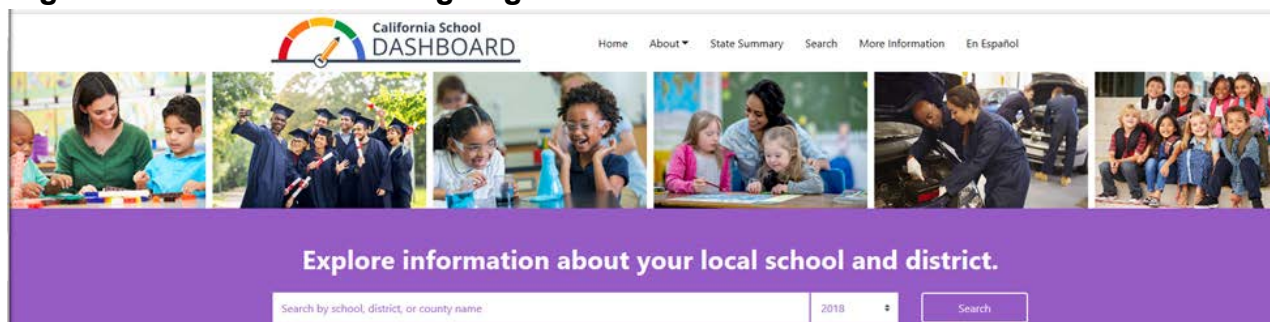 California School
DASHBOARD
Home About State Summary Search More Information En Español
Explore information about your local school and district.
Search by school, district, or county name 2018 Search